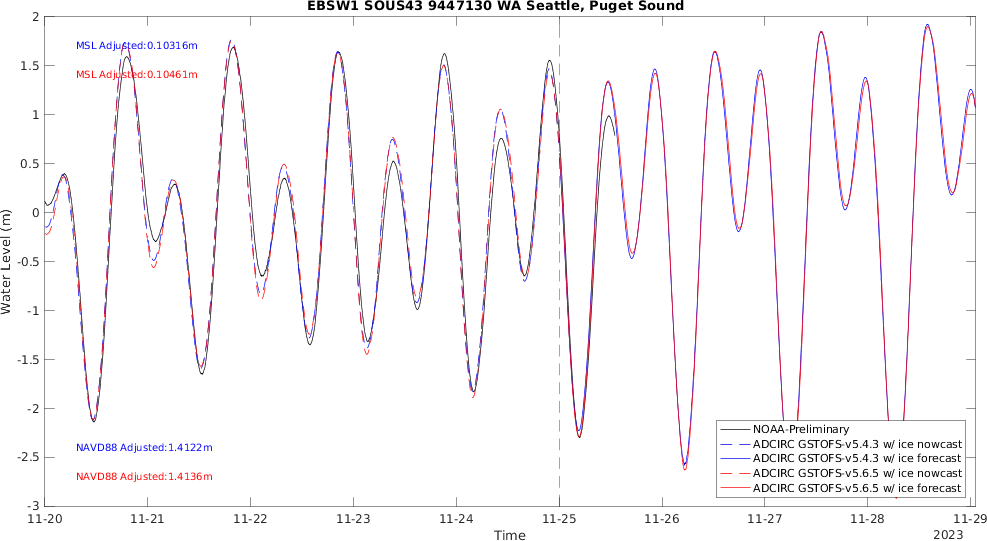 EBSW1 SOUS43 9447130 WA Seattle, Puget Sound
2
1.5
1
0.5
0
-0.5
-1
-1.5
-2
-2.5
-3
Water Level (m)
MSL Adjusted:0.10316m
MSL Adjusted:0.10461m
NAVD88 Adjusted:1.4122m
NAVD88 Adjusted:1.4136m
NOAA-Preliminary
ADCIRC GSTOFS-v5.4.3 w/ ice nowcast
ADCIRC GSTOFS-v5.4.3 w/ ice forecast
ADCIRC GSTOFS-v5.6.5 w/ ice nowcast
ADCIRC GSTOFS-v5.6.5 w/ ice forecast
11-20 11-21 11-22 11-23 11-24 11-25 11-26 11-27 11-28 11-29
Time
2023